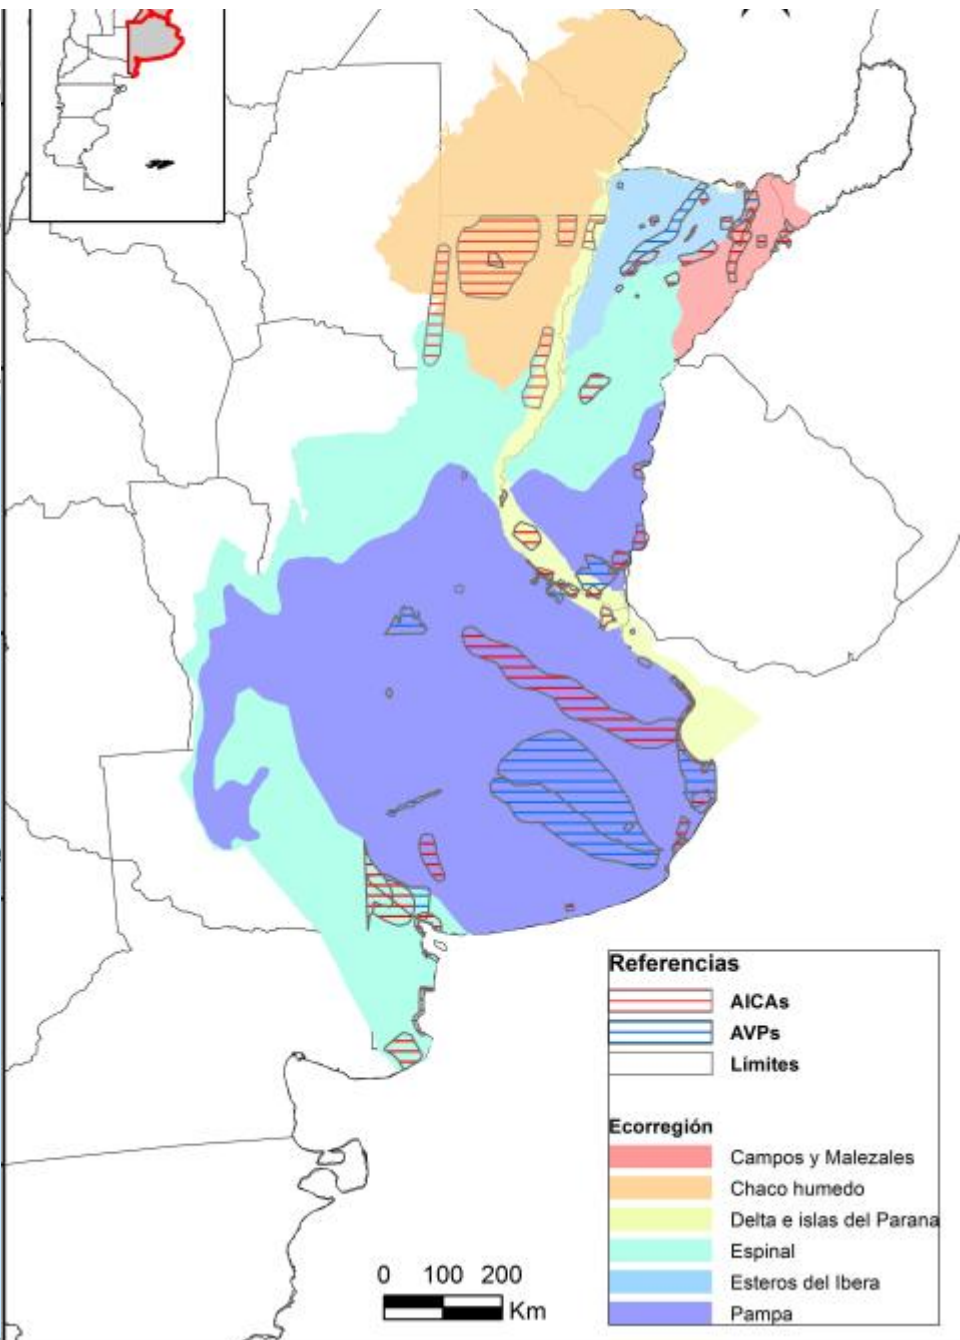 Referencias
AICAs
AVPs
Límites
Ecorregión
Campos y Malezales
Chaco humedo
Delta e islas del Parana
Espinal
Esteros del Ibera
Pampa
0 100 200
Km